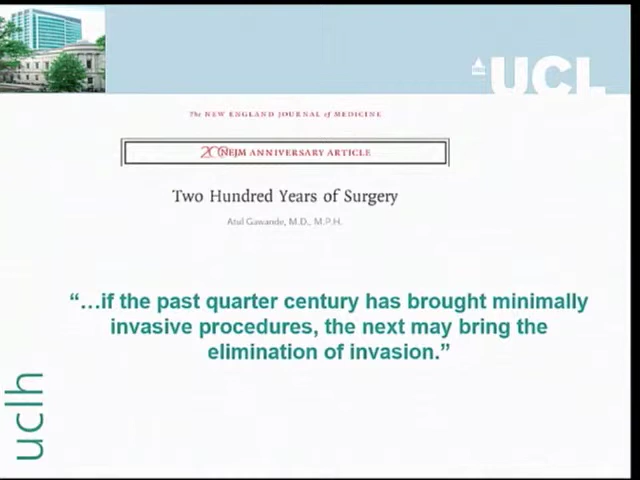 UCL
The NEW ENGLAND JOURNAL of MEDICINE
200 NEJM ANNIVERSARY ARTICLE
Two Hundred Years of Surgery
Atul Gawande, M.D., M.P.H.
“…if the past quarter century has brought minimally
invasive procedures, the next may bring the
elimination of invasion.”
uclh